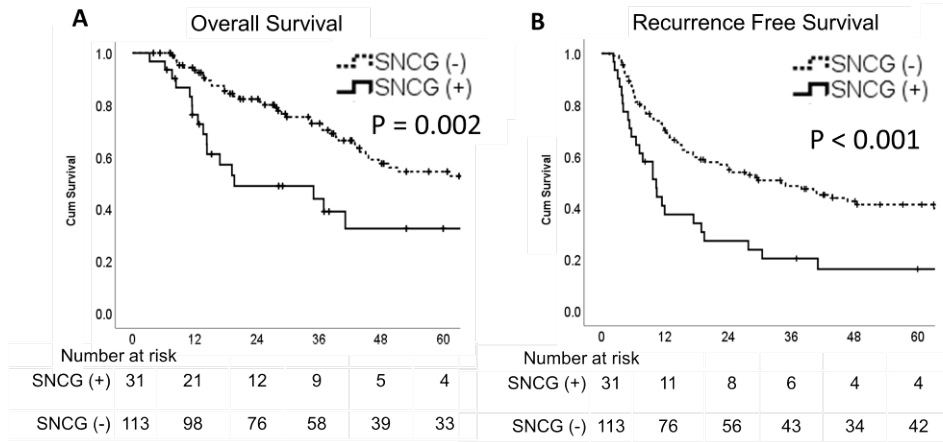 A
Overall Survival
SNCG (-)
SNCG (+)
P = 0.002
Cum Survival
1.0
0.8
0.6
0.4
0.2
0.0
0 12 24 36 48 60
Number at risk
SNCG (+) 31 21 12 9 5 4
SNCG (-) 113 98 76 58 39 33
B
Recurrence Free Survival
SNCG (-)
SNCG (+)
P < 0.001
Cum Survival
1.0
0.8
0.6
0.4
0.2
0.0
0 12 24 36 48 60
Number at risk
SNCG (+) 31 11 8 6 4 4
SNCG (-) 113 76 56 43 34 42